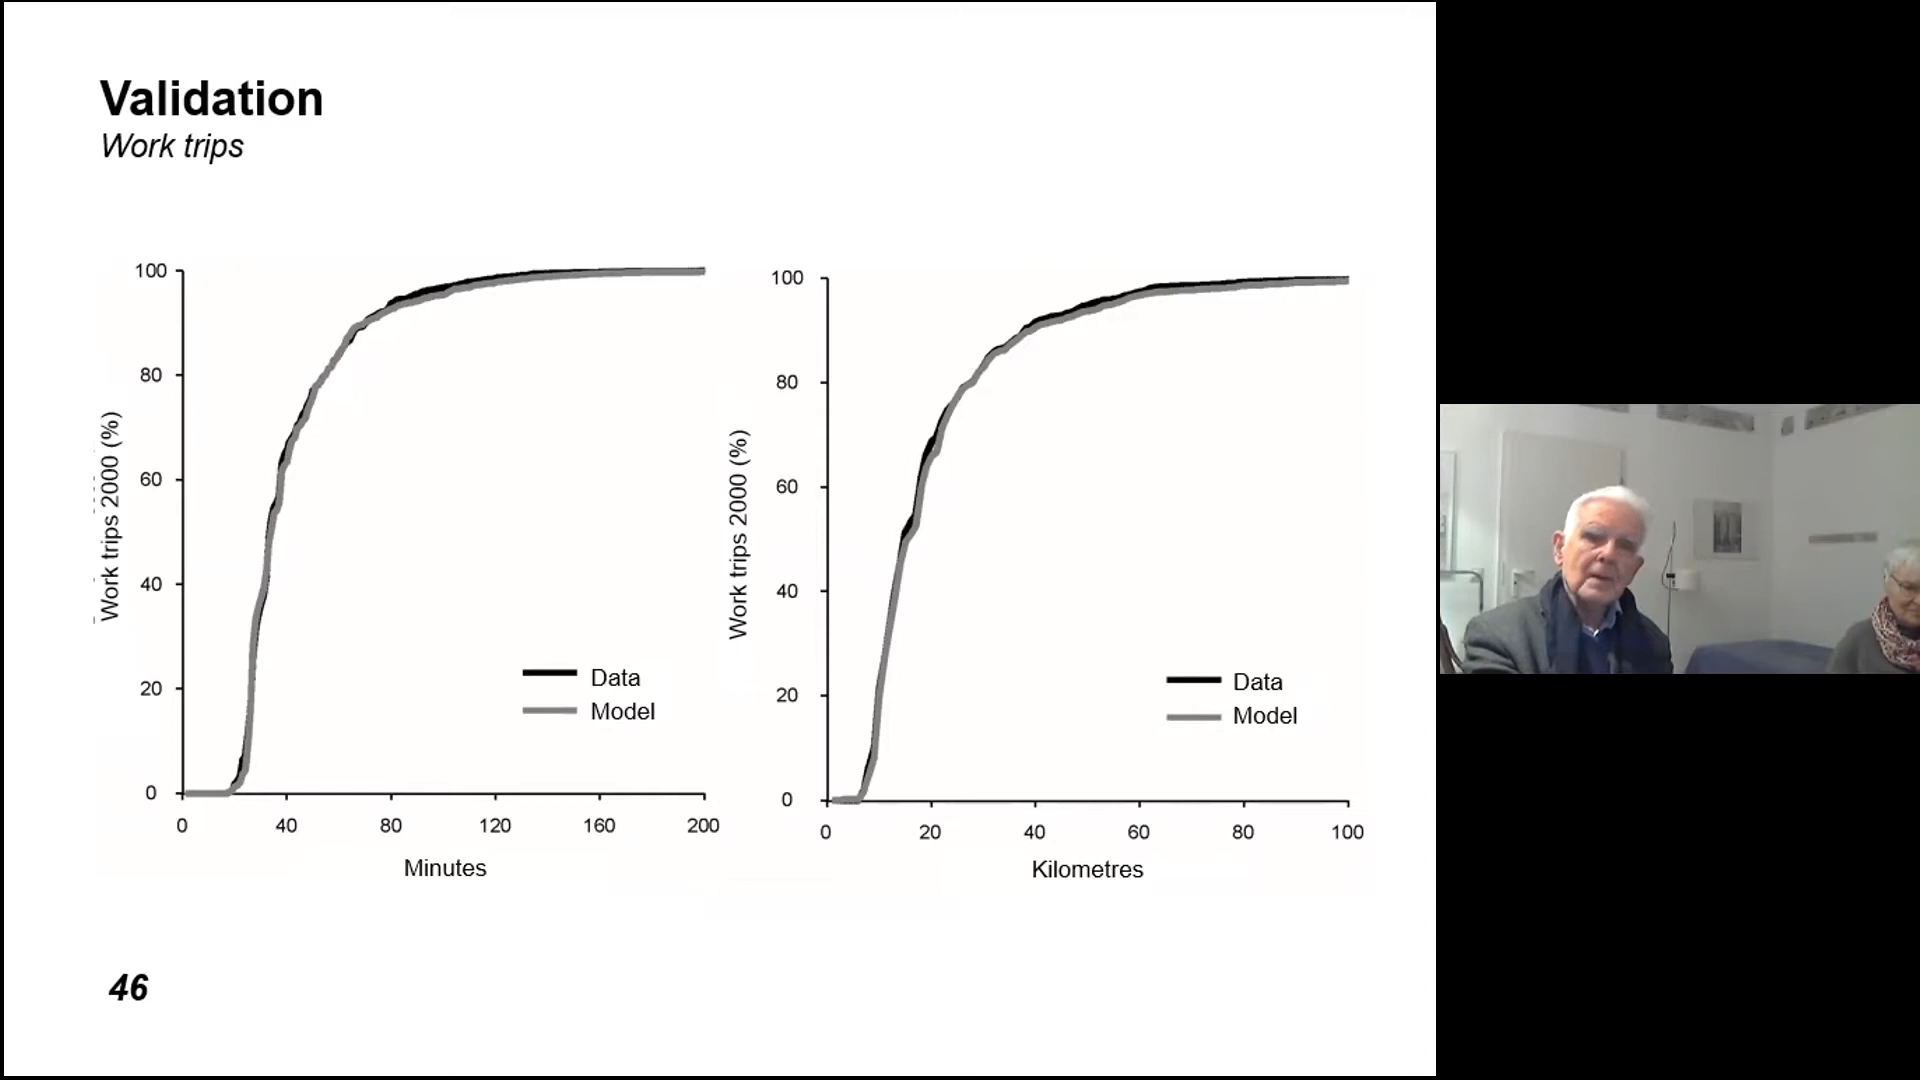 Validation
Work trips
100
80
60
40
20
0
Work trips 2000 (%)
0 40 80 120 160 200
Minutes
Data
Model
100
80
60
40
20
0
Work trips 2000 (%)
0 20 40 60 80 100
Kilometres
Data
Model
46